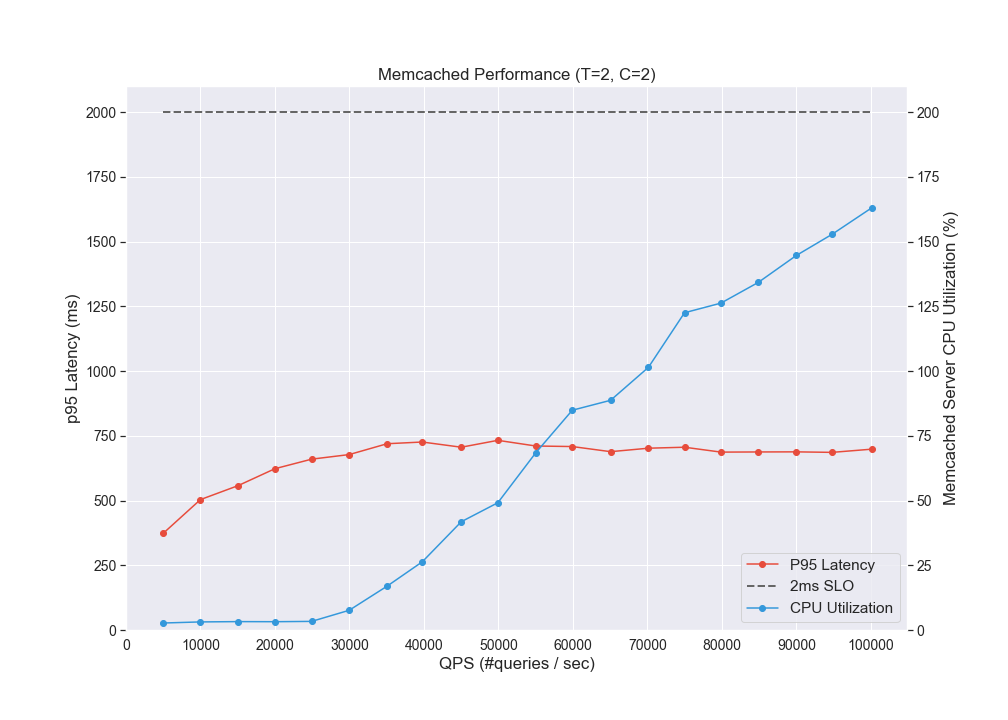 Memcached Performance (T=2, C=2)
p95 Latency (ms)
2000
1750
1500
1250
1000
750
500
250
0
200
175
150
125
100
75
50
25
0
Memcached Server CPU Utilization (%)
P95 Latency
2ms SLO
CPU Utilization
0 10000 20000 30000 40000 50000 60000 70000 80000 90000 100000
QPS (#queries / sec)